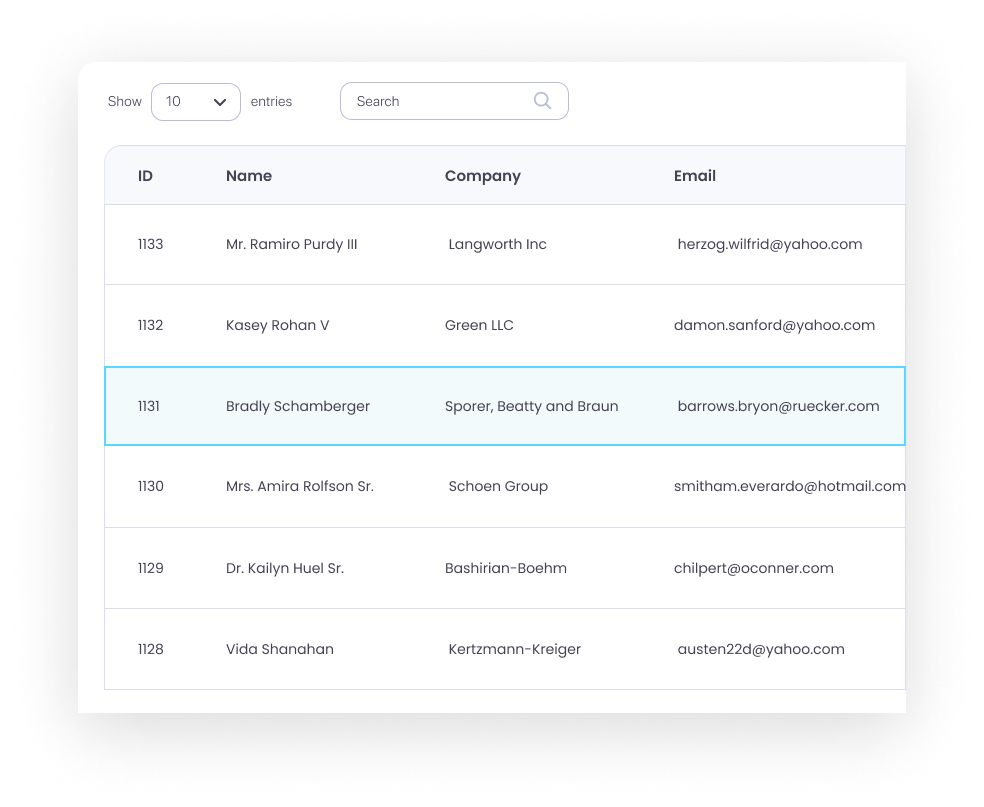 Show 10 entries Search
ID Name Company Email
1133 Mr. Ramiro Purdy III Langworth Inc herzog.wilfrid@yahoo.com
1132 Kasey Rohan V Green LLC damon.sanford@yahoo.com
1131 Bradly Schamberger Sporer, Beatty and Braun barrows.bryon@ruecker.com
1130 Mrs. Amira Rolfson Sr. Schoen Group smitham.everardo@hotmail.com
1129 Dr. Kailyn Huel Sr. Bashirian-Boehm chilpert@oconner.com
1128 Vida Shanahan Kertzmann-Kreiger austen22d@yahoo.com